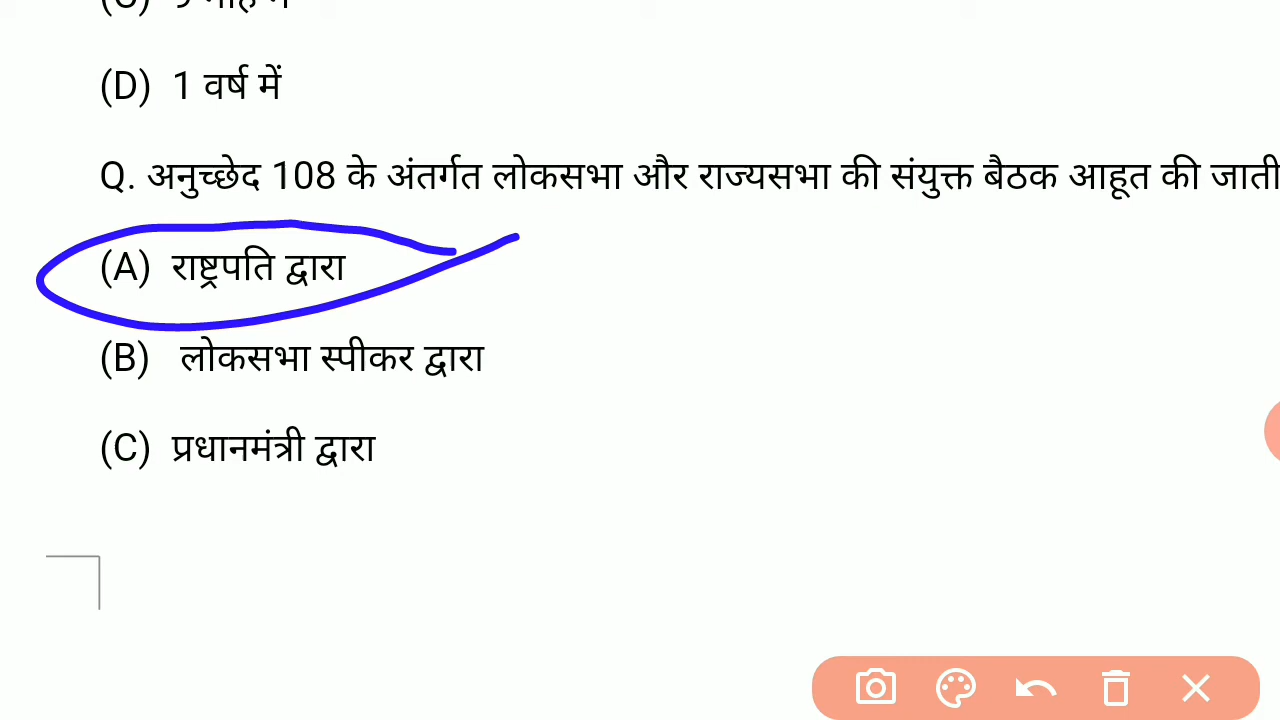 (D) 1 वर्ष में
Q. अनुच्छेद 108 के अंतर्गत लोकसभा और राज्यसभा की संयुक्त बैठक आहूत की जाती
(A) राष्ट्रपति द्वारा
(B) लोकसभा स्पीकर द्वारा
(C) प्रधानमंत्री द्वारा